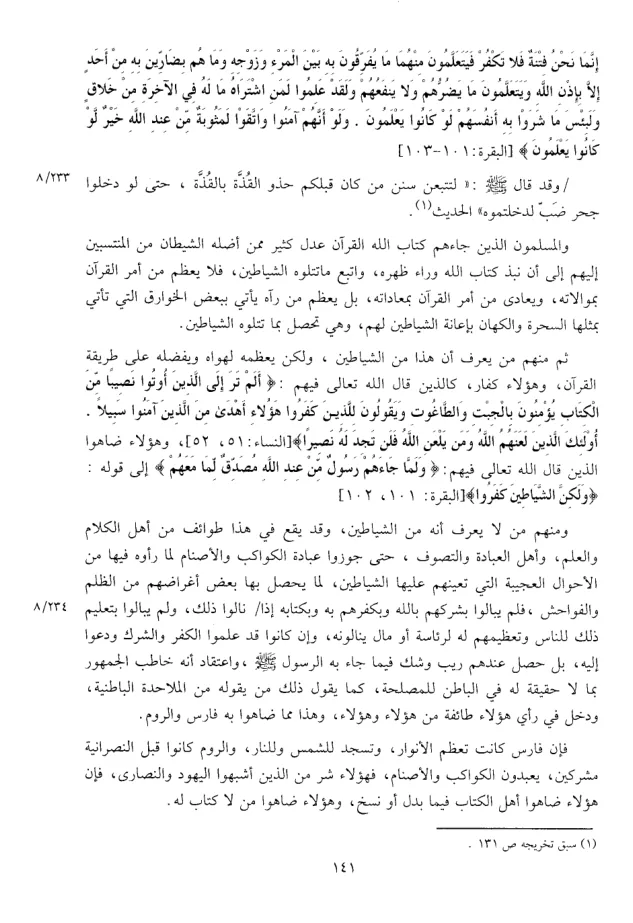 إِنَّمَا نَحْنُ فِتْنَةٌ فَلا تَكْفُرْ فَيَتَعَلَّمُونَ مِنْهُمَا مَا يُفَرِّقُونَ بِهِ بَيْنَ الْمَرْءِ وَزَوْجِهِ وَمَا هُم بِضَارِّينَ بِهِ مِنْ أَحَدٍ
إِلاَّ بِإِذْنِ اللَّهِ وَيَتَعَلَّمُونَ مَا يَضُرُّهُمْ وَلا يَنفَعُهُمْ وَلَقَدْ عَلِمُوا لَمَنِ اشْتَرَاهُ مَا لَهُ فِي الآخِرَةِ مِنْ خَلاقٍ
وَلَبِئْسَ مَا شَرَوْا بِهِ أَنفُسَهُمْ لَوْ كَانُوا يَعْلَمُونَ . وَلَوْ أَنَّهُمْ آمَنُوا وَاتَّقَوْا لَمَثُوبَةٌ مِّنْ عِندِ اللَّهِ خَيْرٌ لَّوْ
كَانُوا يَعْلَمُونَ ﴾ [البقرة: ١٠١-١٠٣]
٨/٢٣٣ /وقد قال ﷺ :« لتتبعن سنن من كان قبلكم حذو القُذَّة بالقُذَّة ، حتى لو دخلوا
جحر ضَبّ لدخلتموه» الحديث(١).
والمسلمون الذين جاءهم كتاب الله القرآن عدل كثير ممن أضله الشيطان من المنتسبين
إليهم إلى أن نبذ كتاب الله وراء ظهره، واتبع ماتتلوه الشياطين، فلا يعظم من أمر القرآن
بموالاته، ويعادى من أمر القرآن بمعاداته، بل يعظم من رآه يأتي ببعض الخوارق التي تأتي
بمثلها السحرة والكهان بإعانة الشياطين لهم، وهي تحصل بما تتلوه الشياطين.
ثم منهم من يعرف أن هذا من الشياطين ، ولكن يعظمه لهواه ويفضله على طريقة
القرآن، وهؤلاء كفار، كالذين قال الله تعالى فيهم :﴿ أَلَمْ تَرَ إِلَى الَّذِينَ أُوتُوا نَصِيبًا مِّنَ
الْكِتَابِ يُؤْمِنُونَ بِالْجِبْتِ وَالطَّاغُوتِ وَيَقُولُونَ لِلَّذِينَ كَفَرُوا هَؤُلاءِ أَهْدَىٰ مِنَ الَّذِينَ آمَنُوا سَبِيلاً .
أُوْلَئِكَ الَّذِينَ لَعَنَهُمُ اللَّهُ وَمَن يَلْعَنِ اللَّهُ فَلَن تَجِدَ لَهُ نَصِيرًا﴾[النساء: ٥١، ٥٢]، وهؤلاء ضاهوا
الذين قال الله تعالى فيهم:﴿ وَلَمَّا جَاءَهُمْ رَسُولٌ مِّنْ عِندِ اللَّهِ مُصَدِّقٌ لِّمَا مَعَهُمْ ﴾ إلى قوله :
﴿وَلَكِنَّ الشَّيَاطِينَ كَفَرُوا﴾[البقرة: ١٠١، ١٠٢]
ومنهم من لا يعرف أنه من الشياطين، وقد يقع في هذا طوائف من أهل الكلام
والعلم، وأهل العبادة والتصوف ، حتى جوزوا عبادة الكواكب والأصنام لما رأوه فيها من
الأحوال العجيبة التي تعينهم عليها الشياطين، لما يحصل بها بعض أغراضهم من الظلم
٨/٢٣٤ والفواحش ،فلم يبالوا بشركهم بالله وبكفرهم به وبكتابه إذا/ نالوا ذلك، ولم يبالوا بتعليم
ذلك للناس وتعظيمهم له لرئاسة أو مال ينالونه، وإن كانوا قد علموا الكفر والشرك ودعوا
إليه، بل حصل عندهم ريب وشك فيما جاء به الرسول ﷺ ،واعتقاد أنه خاطب الجمهور
بما لا حقيقة له في الباطن للمصلحة، كما يقول ذلك من يقوله من الملاحدة الباطنية،
ودخل في رأي هؤلاء طائفة من هؤلاء وهؤلاء، وهذا مما ضاهوا به فارس والروم.
فإن فارس كانت تعظم الأنوار، وتسجد للشمس وللنار، والروم كانوا قبل النصرانية
مشركين، يعبدون الكواكب والأصنام، فهؤلاء شر من الذين أشبهوا اليهود والنصارى، فإن
هؤلاء ضاهوا أهل الكتاب فيما بدل أو نسخ، وهؤلاء ضاهوا من لا كتاب له.
(١) سبق تخريجه ص ١٣١ .
١٤١